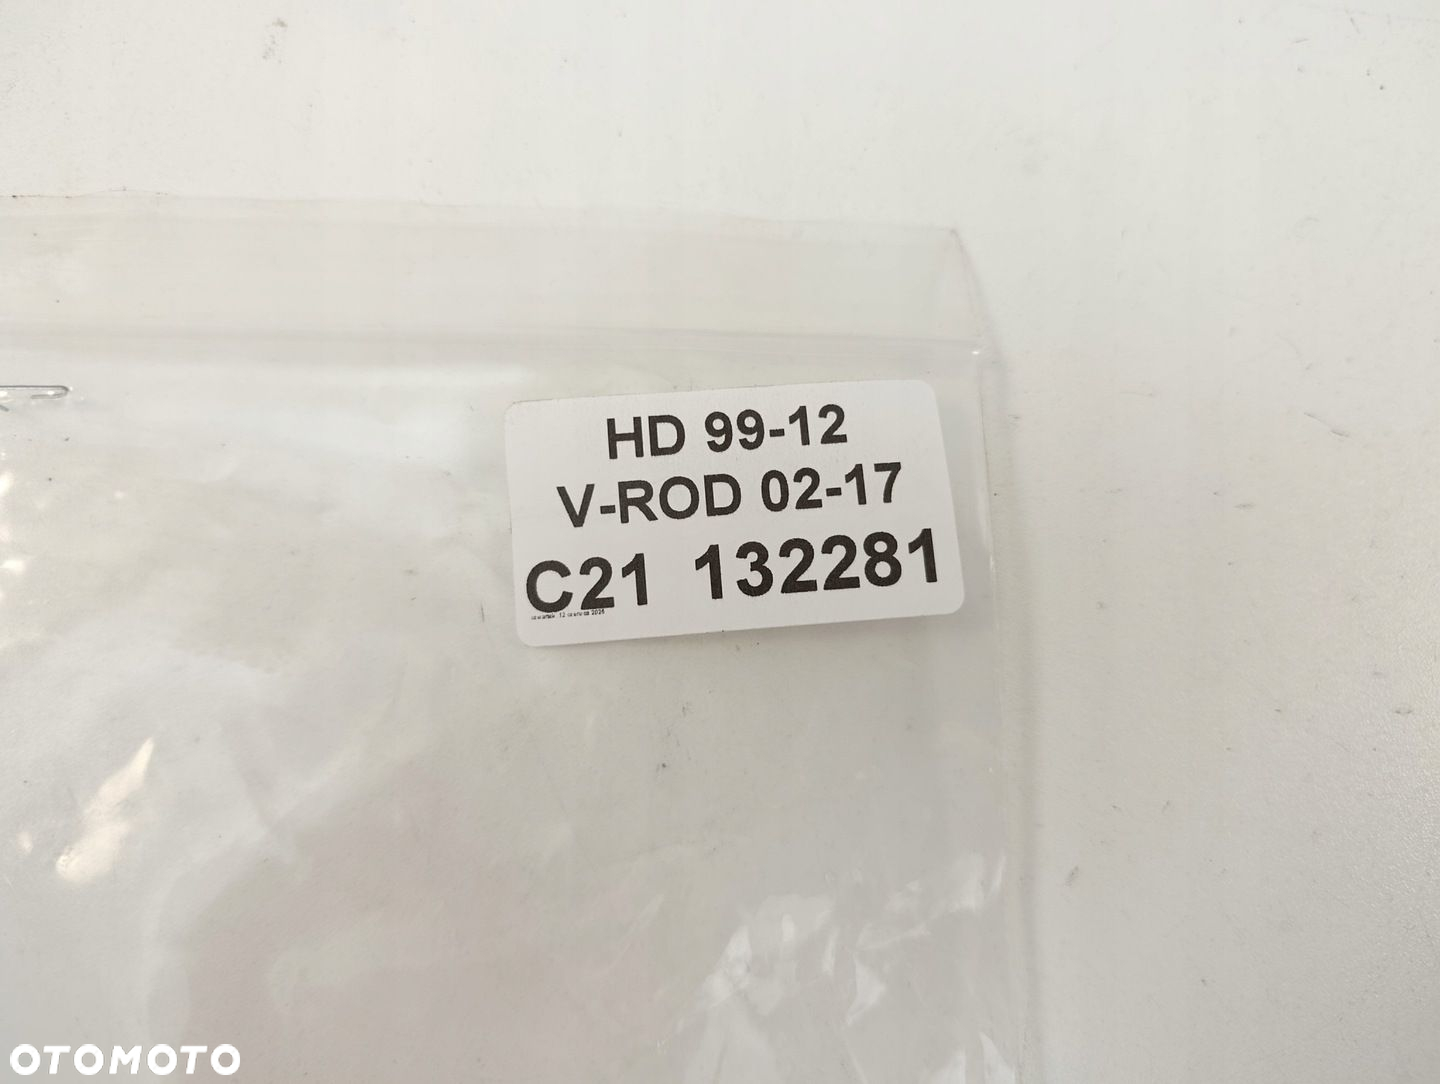 HD 99-12
V-ROD 02-17
C21 132281
OTOMOTO